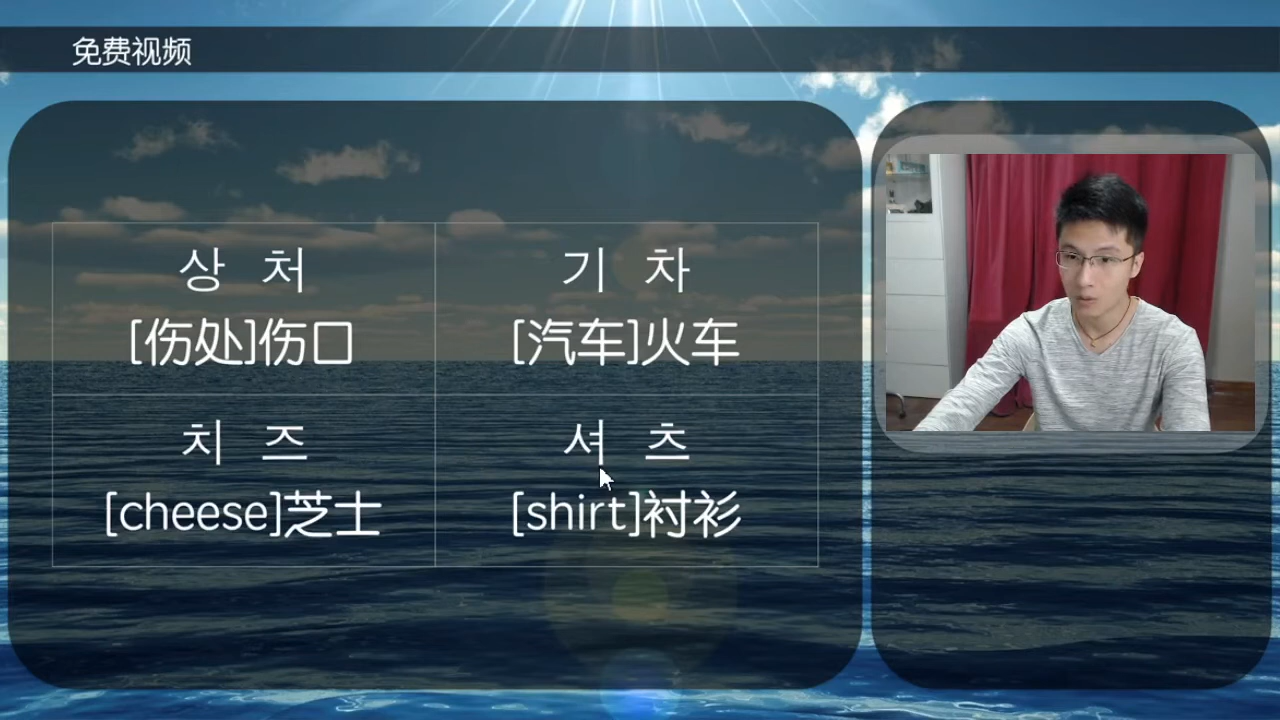 免费视频
상 처
[伤处]伤口
기 차
[汽车]火车
치 즈
[cheese]芝士
셔 츠
[shirt]衬衫